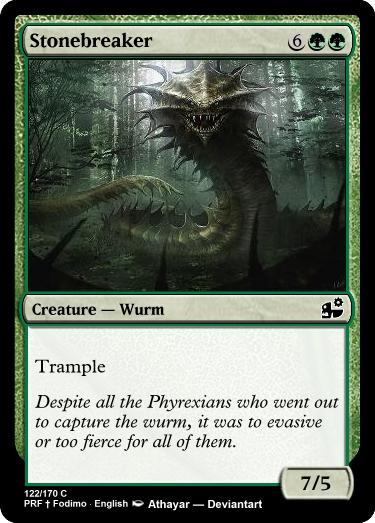 Stonebreaker 6
Creature — Wurm
Trample
Despite all the Phyrexians who went out
to capture the wurm, it was to evasive
or too fierce for all of them.
7/5
122/170 C
PRF † Fodimo · English Athayar — Deviantart